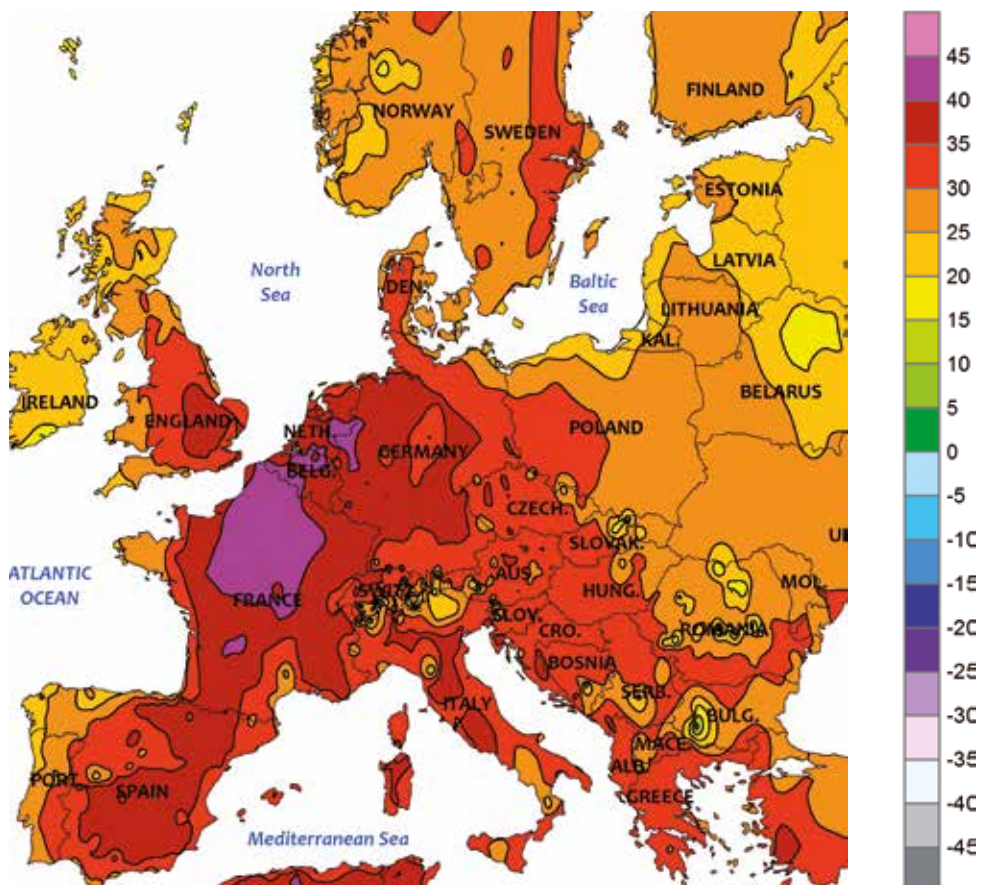 FINLAND
NORWAY
SWEDEN
ESTONIA
North
Sea
Baltic
Sea
LATVIA
DEN.
LITHUANIA
KAL.
IRELAND
BELARUS
ENGLAND
NETH.
POLAND
GERMANY
BELG.
CZECH.
SLOVAK.
ATLANTIC
OCEAN
FRANCE
AUS
HUNG.
MOL.
SLOV.
CRO.
ROMANIA
BOSNIA
SERB.
ITALY
BULG.
MACE.
ALB.
PORT.
SPAIN
GREECE
Mediterranean Sea
45
40
35
30
25
20
15
10
5
0
-5
-10
-15
-20
-25
-30
-35
-40
-45